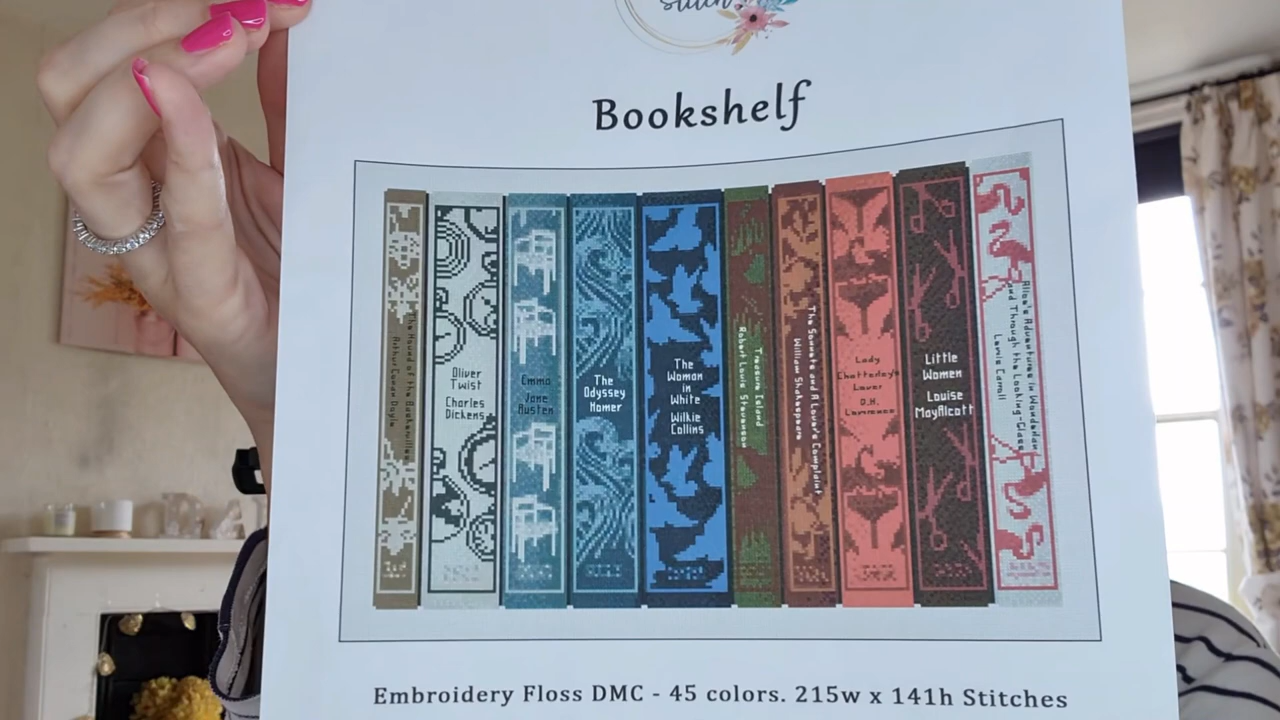 stitch
Bookshelf
The Hound of the Baskervilles
Arthur Conan Doyle
Oliver
Twist
Charles
Dickens
Emma
Jane
Austen
The
Odyssey
Homer
The
Woman
in
White
Wilkie
Collins
Treasure Island
Robert Louis Stevenson
The Sonnets and A Lover's Complaint
William Shakespeare
Lady
Chatterley's
Lover
D.H.
Lawrence
Little
Women
Louise
MayAlcott
Alice's Adventures in Wonderland
and Through the Looking-Glass
Lewis Carroll
Embroidery Floss DMC - 45 colors. 215w x 141h Stitches